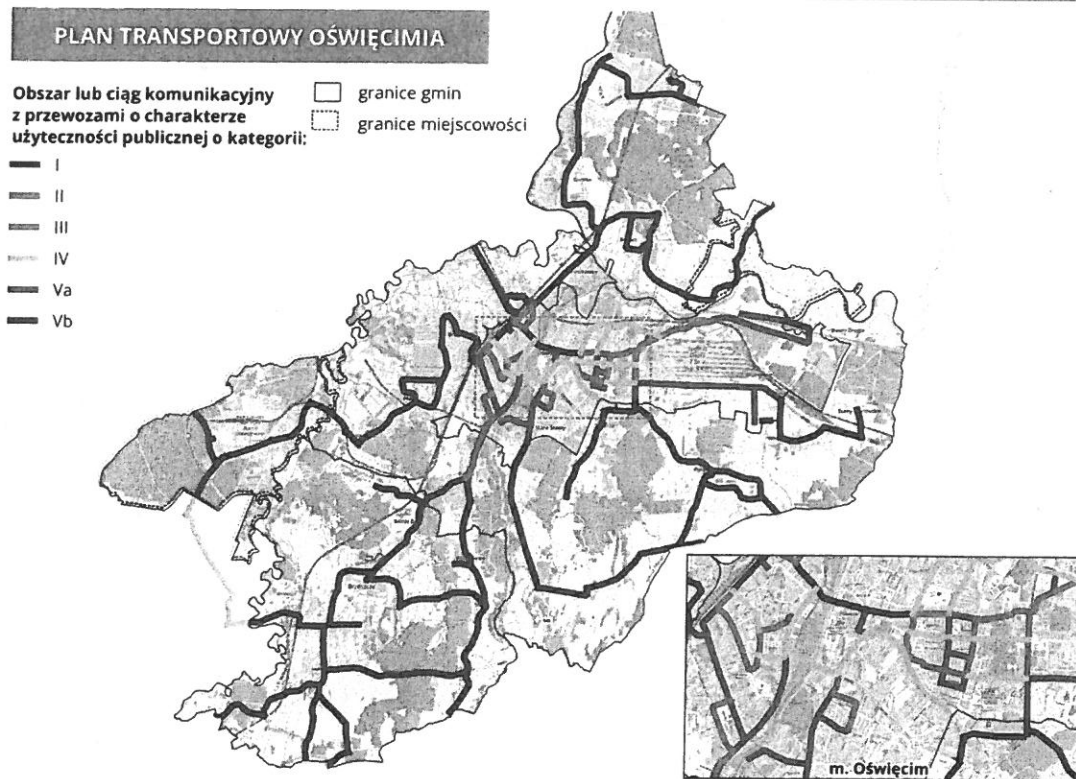 PLAN TRANSPORTOWY OŚWIĘCIMIA
Obszar lub ciąg komunikacyjny
z przewozami o charakterze
użyteczności publicznej o kategorii:
I
II
III
IV
Va
Vb
granice gmin
granice miejscowości
m. Oświęcim